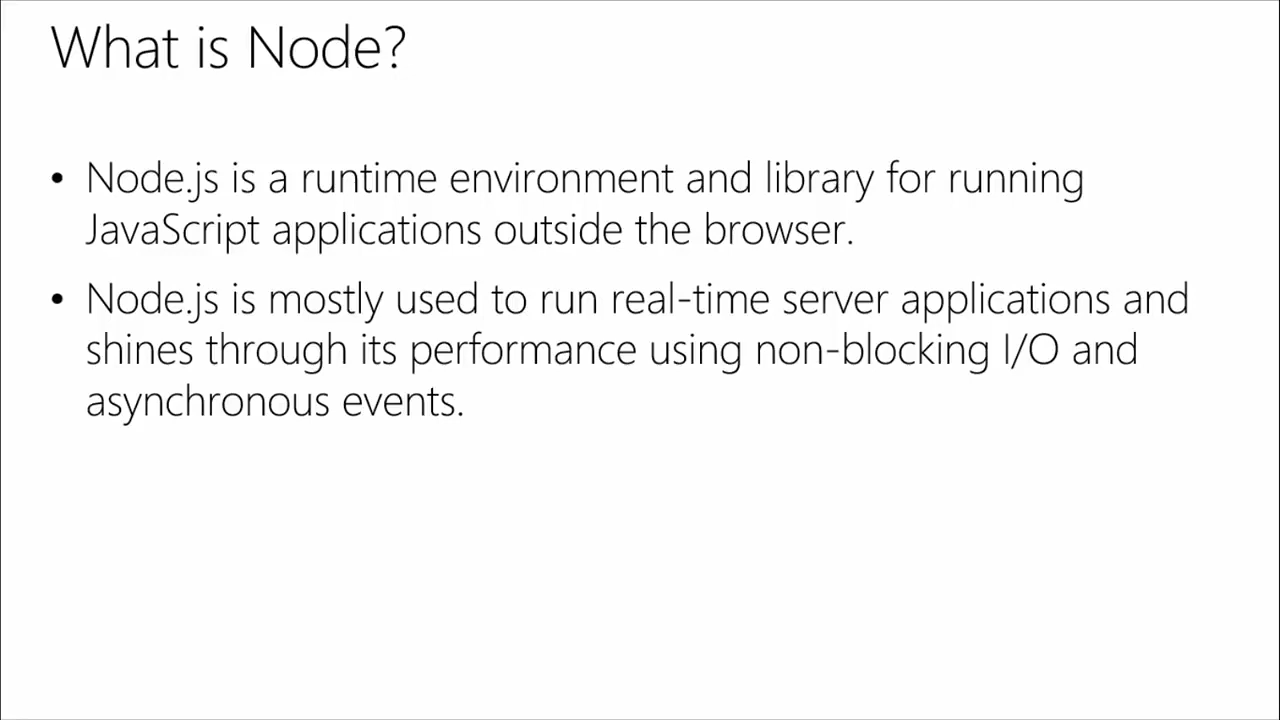 What is Node?
• Node.js is a runtime environment and library for running
JavaScript applications outside the browser.
• Node.js is mostly used to run real-time server applications and
shines through its performance using non-blocking I/O and
asynchronous events.